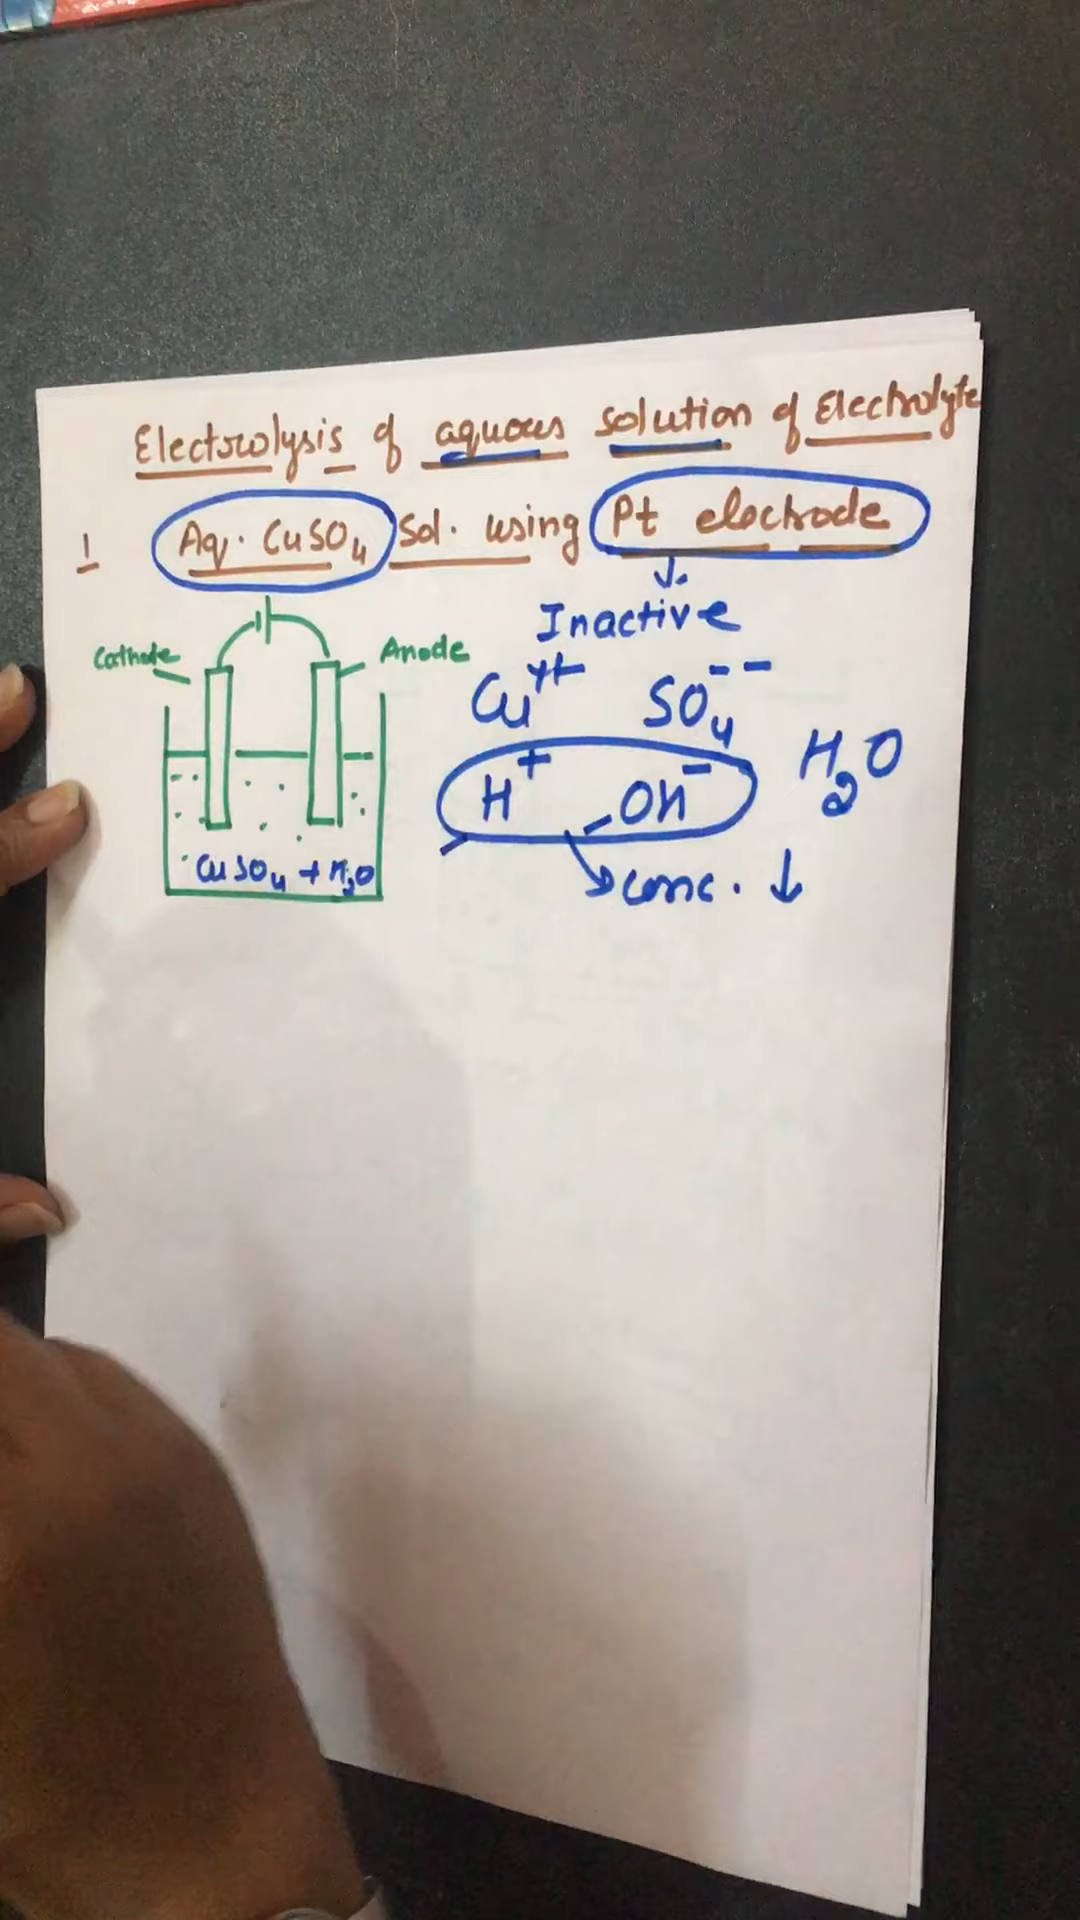 Electrolysis of aquous solution of Electrolyte
1 Aq. CuSO4 Sol. using Pt electrode
Inactive
Cathode Anode
Cu++ SO4--
H+ OH- H2O
CuSO4 + H2O
conc. ↓